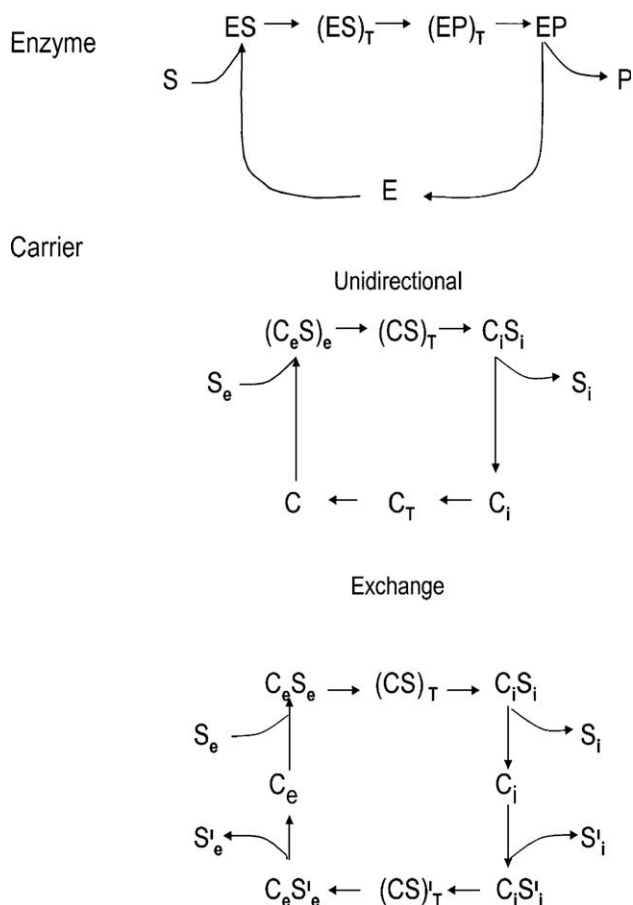 Enzyme
ES → (ES)T → (EP)T → EP
S P
E
Carrier
Unidirectional
(CeS)e → (CS)T → CiSi
Se Si
C ← CT ← Ci
Exchange
CeSe → (CS)T → CiSi
Se Si
Ce Ci
S'e S'i
CeS'e ← (CS)'T ← CiS'i